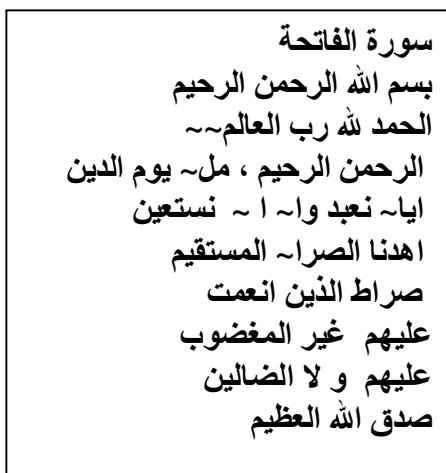 سورة الفاتحة
بسم الله الرحمن الرحيم
الحمد لله رب العالم~~
الرحمن الرحيم ، مل~ يوم الدين
ايا~ نعبد وا~ ا ~ نستعين
اهدنا الصرا~ المستقيم
صراط الذين انعمت
عليهم غير المغضوب
عليهم و لا الضالين
صدق الله العظيم